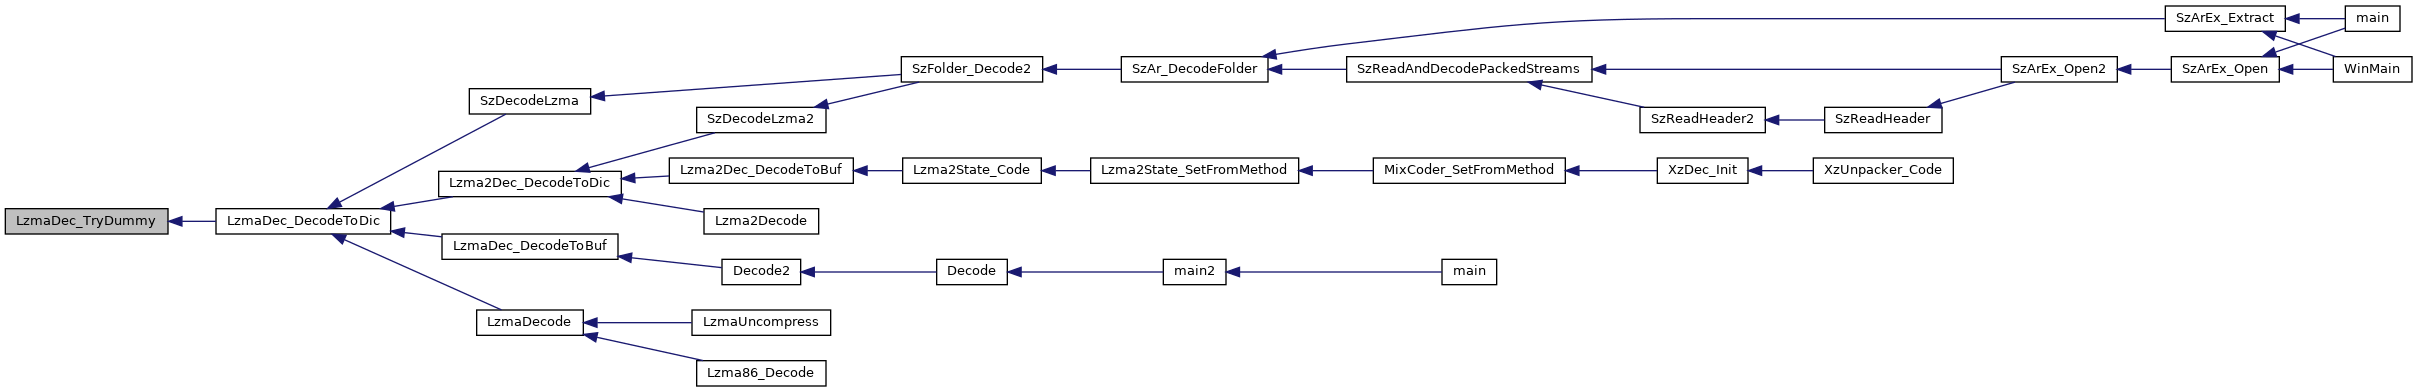 SzArEx_Extract
main
SzFolder_Decode2
SzAr_DecodeFolder
SzReadAndDecodePackedStreams
SzArEx_Open2
SzArEx_Open
WinMain
SzDecodeLzma
SzDecodeLzma2
SzReadHeader2
SzReadHeader
Lzma2Dec_DecodeToBuf
Lzma2State_Code
Lzma2State_SetFromMethod
MixCoder_SetFromMethod
XzDec_Init
XzUnpacker_Code
Lzma2Dec_DecodeToDic
LzmaDec_TryDummy
LzmaDec_DecodeToDic
Lzma2Decode
LzmaDec_DecodeToBuf
Decode2
Decode
main2
main
LzmaDecode
LzmaUncompress
Lzma86_Decode